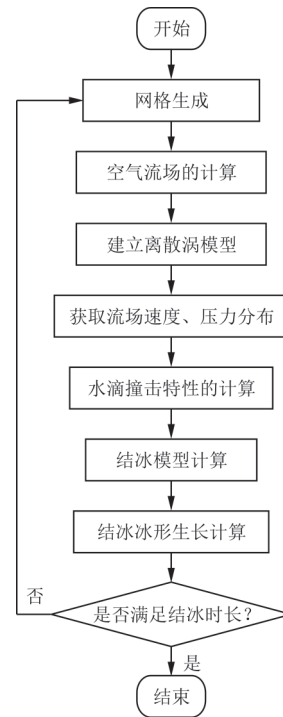 开始
网格生成
空气流场的计算
建立离散涡模型
获取流场速度、压力分布
水滴撞击特性的计算
结冰模型计算
结冰冰形生长计算
否
是否满足结冰时长?
是
结束